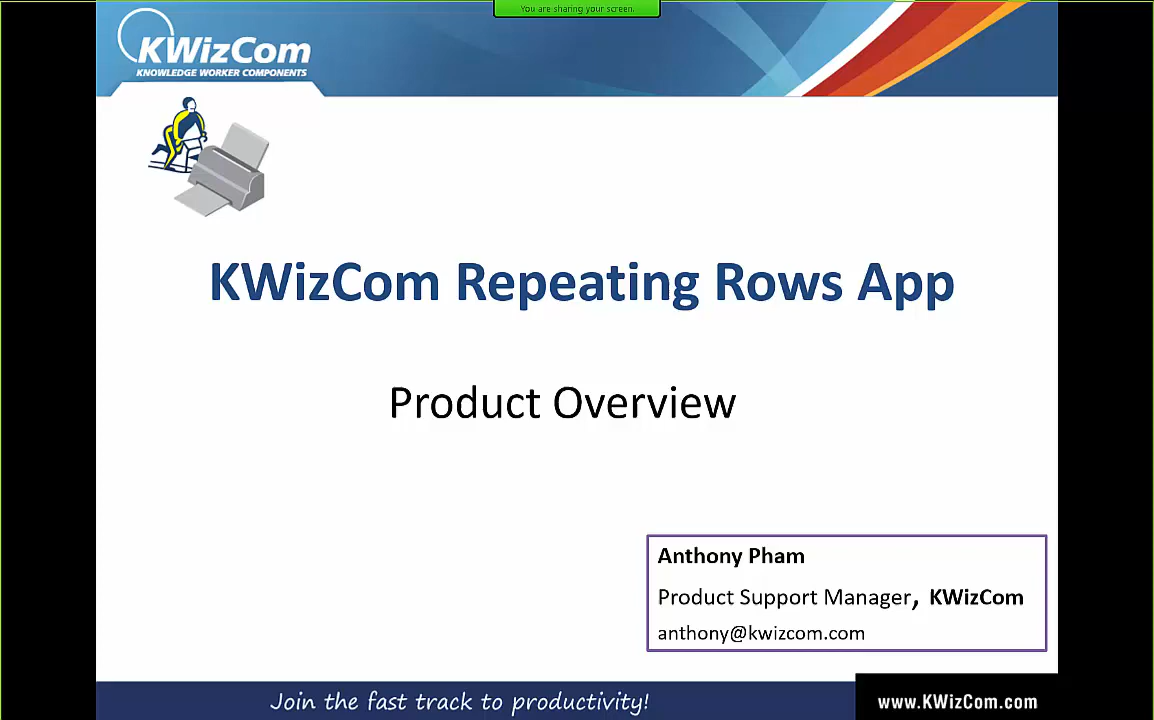 You are sharing your screen.
KWizCom
KNOWLEDGE WORKER COMPONENTS
KWizCom Repeating Rows App
Product Overview
Anthony Pham
Product Support Manager, KWizCom
anthony@kwizcom.com
Join the fast track to productivity!
www.KWizCom.com